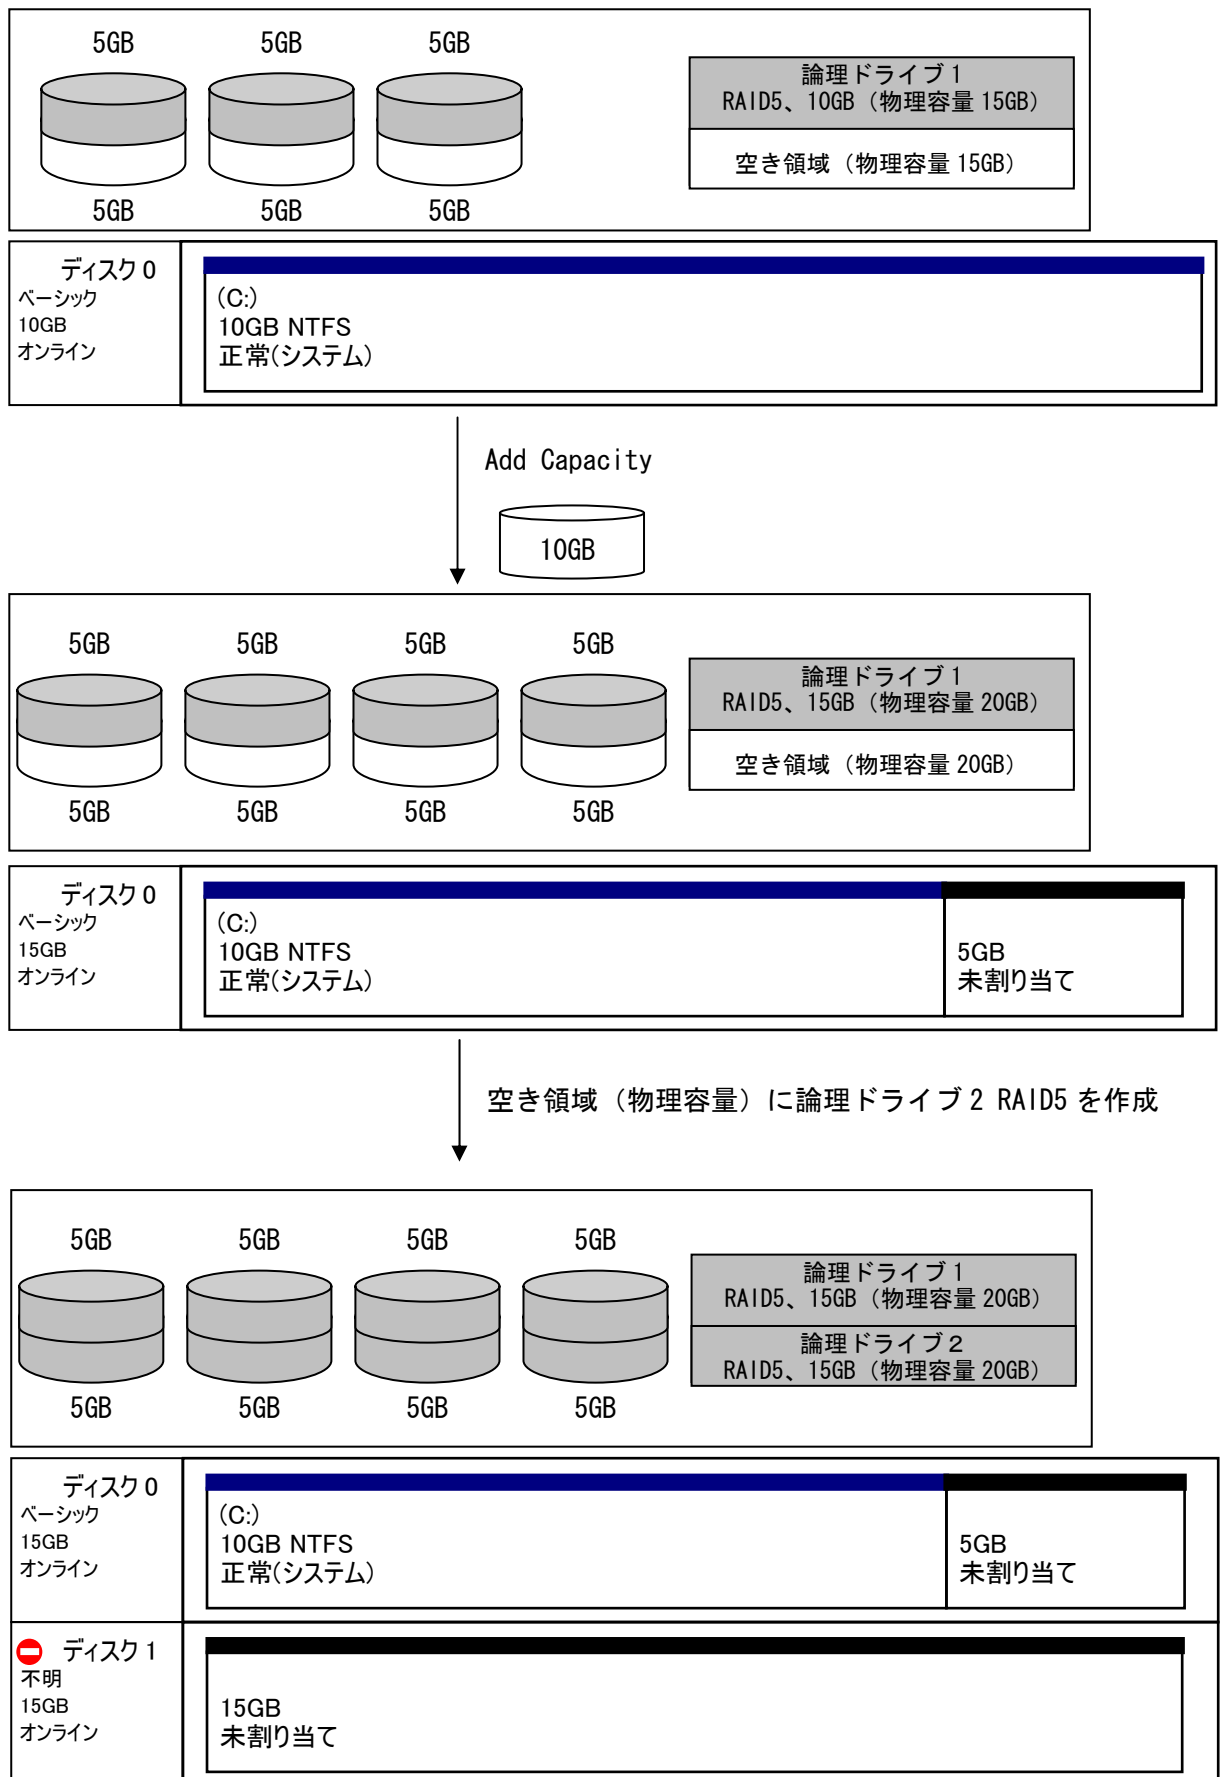 5GB 5GB 5GB
論理ドライブ1
RAID5、10GB（物理容量 15GB）
空き領域（物理容量 15GB）
5GB 5GB 5GB
ディスク 0
ベーシック
10GB
オンライン
(C:)
10GB NTFS
正常(システム)
Add Capacity
10GB
5GB 5GB 5GB 5GB
論理ドライブ1
RAID5、15GB（物理容量 20GB）
空き領域（物理容量 20GB）
5GB 5GB 5GB 5GB
ディスク 0
ベーシック
15GB
オンライン
(C:)
10GB NTFS
正常(システム)
5GB
未割り当て
空き領域（物理容量）に論理ドライブ2 RAID5 を作成
5GB 5GB 5GB 5GB
論理ドライブ1
RAID5、15GB（物理容量 20GB）
論理ドライブ２
RAID5、15GB（物理容量 20GB）
5GB 5GB 5GB 5GB
ディスク 0
ベーシック
15GB
オンライン
(C:)
10GB NTFS
正常(システム)
5GB
未割り当て
ディスク 1
不明
15GB
オンライン
15GB
未割り当て